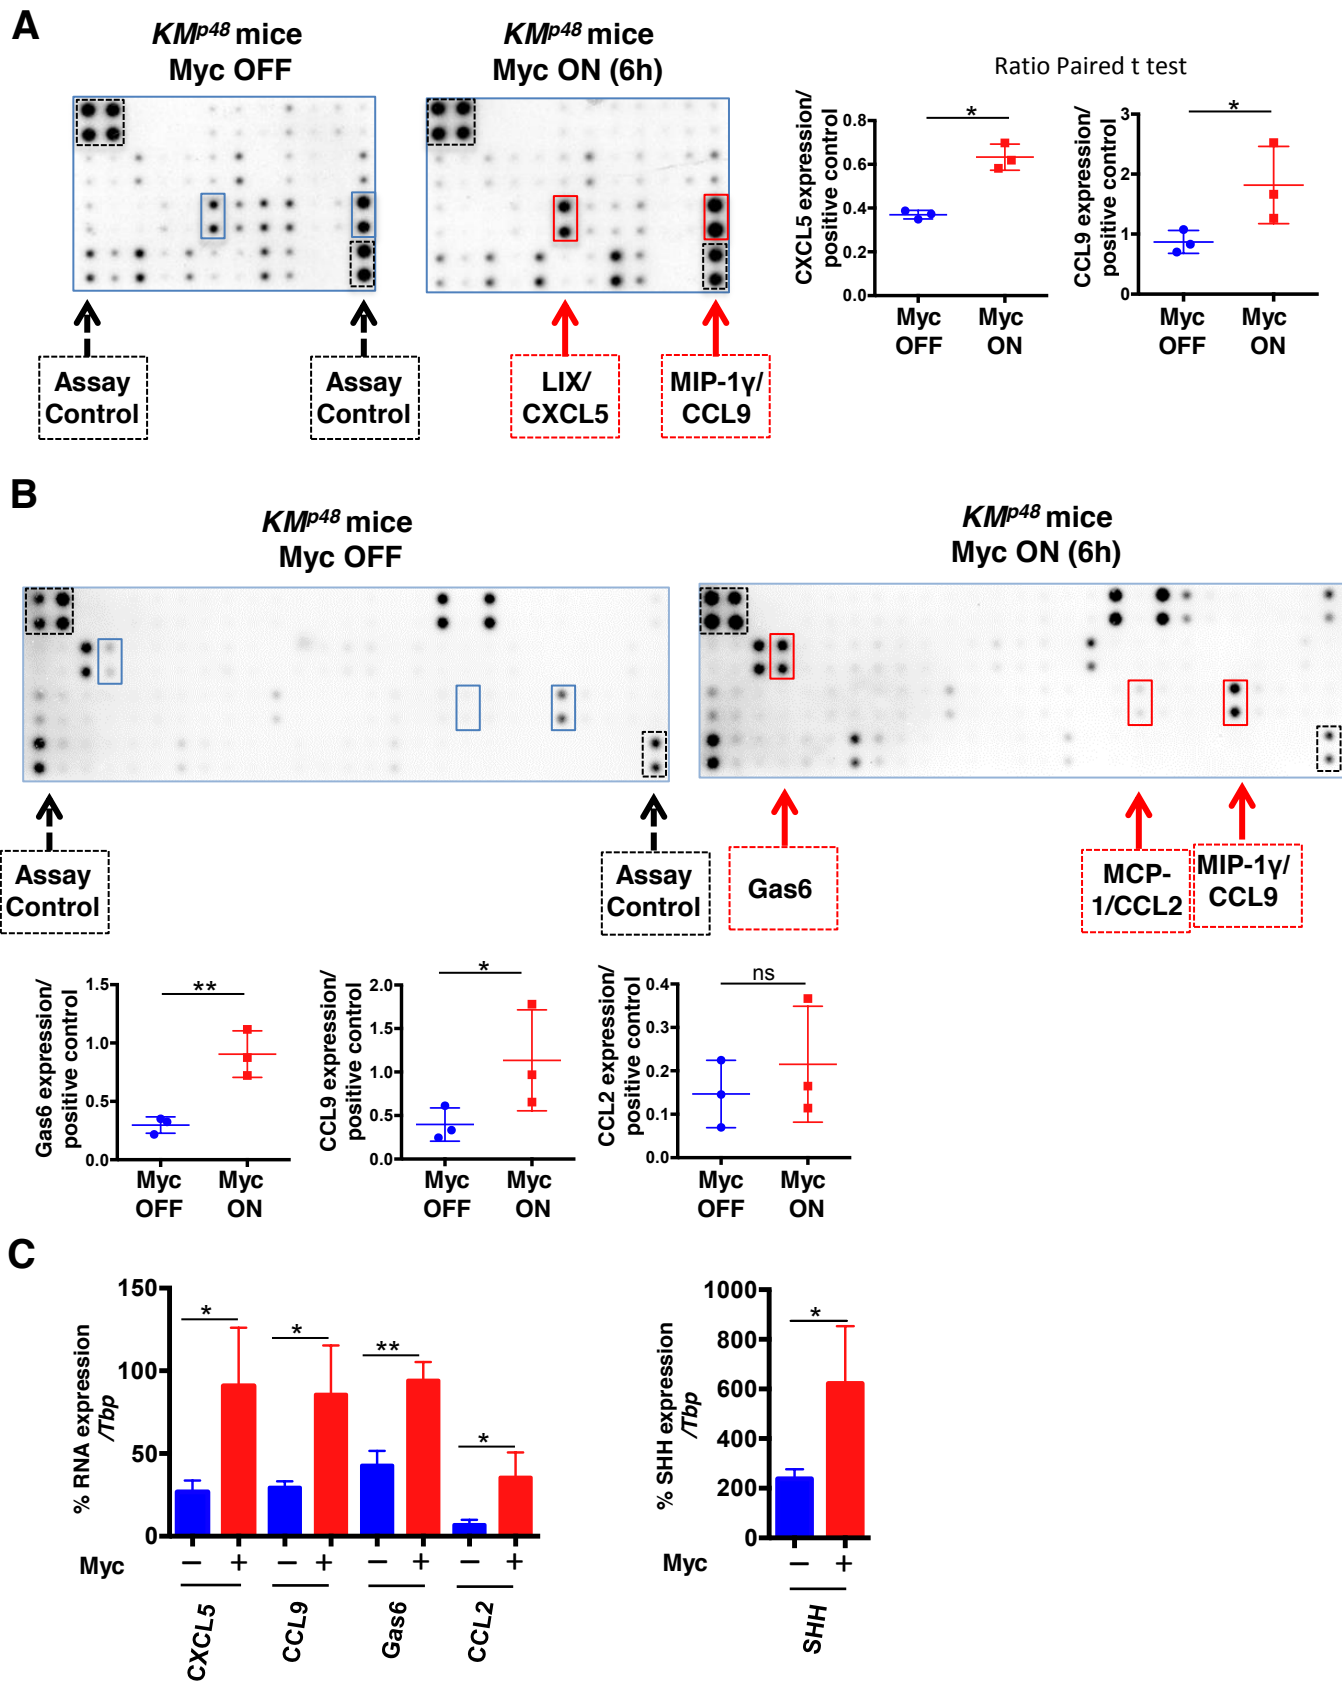 A
KMp48 mice
Myc OFF
KMp48 mice
Myc ON (6h)
Assay
Control
Assay
Control
LIX/
CXCL5
MIP-1γ/
CCL9
Ratio Paired t test
CXCL5 expression/
positive control
0.8
0.6
0.4
0.2
0.0
*
Myc
OFF
Myc
ON
CCL9 expression/
positive control
3
2
1
0
*
Myc
OFF
Myc
ON
B
KMp48 mice
Myc OFF
KMp48 mice
Myc ON (6h)
Assay
Control
Assay
Control
Gas6
MCP-
1/CCL2
MIP-1γ/
CCL9
Gas6 expression/
positive control
1.5
1.0
0.5
0.0
**
Myc
OFF
Myc
ON
CCL9 expression/
positive control
2.0
1.5
1.0
0.5
0.0
*
Myc
OFF
Myc
ON
CCL2 expression/
positive control
0.4
0.3
0.2
0.1
0.0
ns
Myc
OFF
Myc
ON
C
% RNA expression
/Tbp
150
100
50
0
* * ** *
Myc − + − + − + − +
CXCL5
CCL9
Gas6
CCL2
% SHH expression
/Tbp
1000
800
600
400
200
0
*
Myc − +
SHH